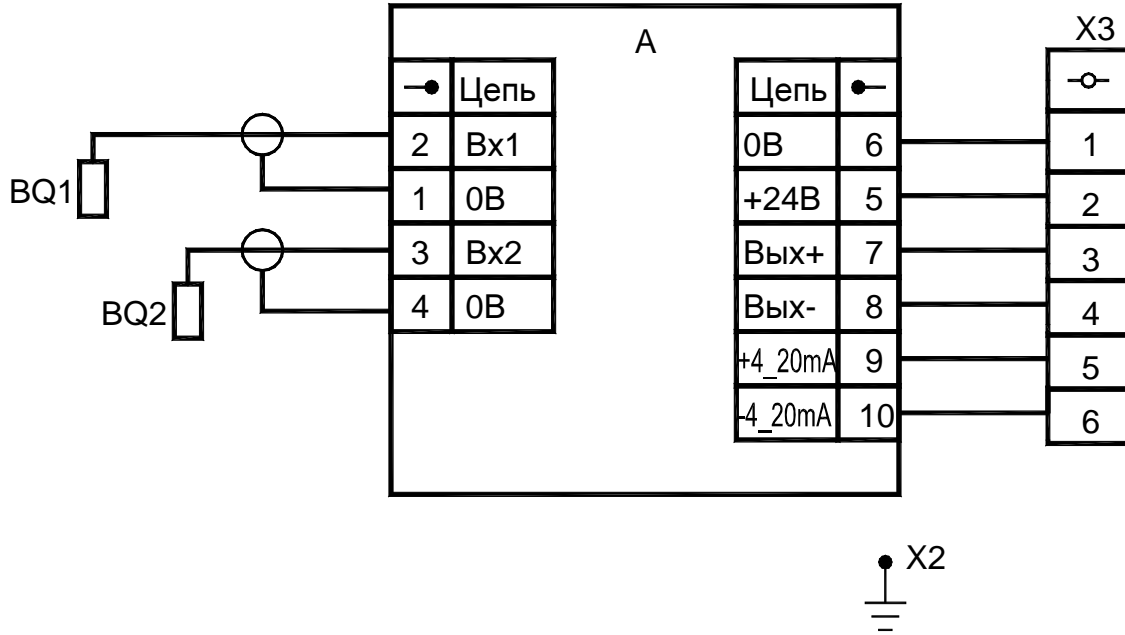 A
X3
Цепь
Цепь
2 Вх1
0В 6
1
BQ1
1 0В
+24В 5
2
3 Вх2
Вых+ 7
3
BQ2
4 0В
Вых- 8
4
+4_20mA 9
5
-4_20mA 10
6
X2